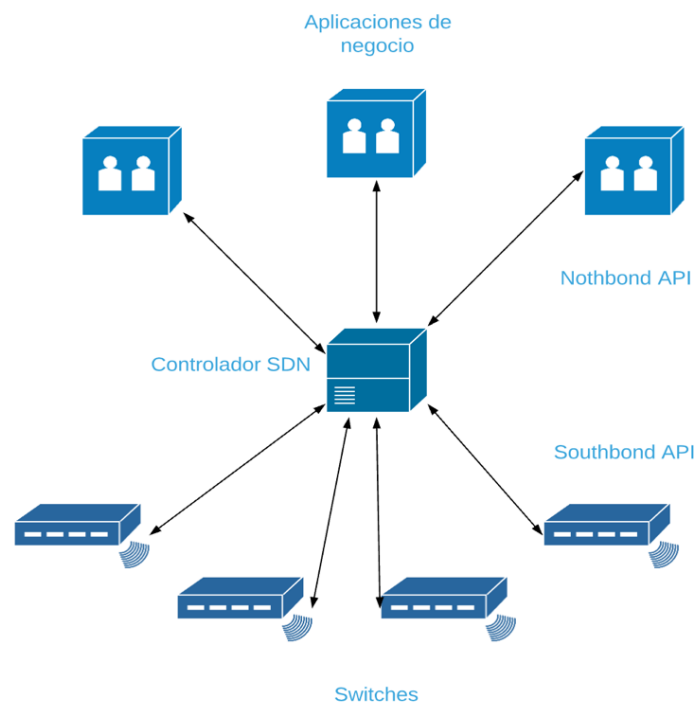 Aplicaciones de
negocio
Nothbond API
Controlador SDN
Southbond API
Switches